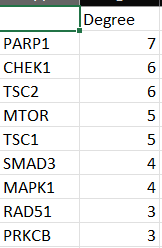 Degree
PARP1 7
CHEK1 6
TSC2 6
MTOR 5
TSC1 5
SMAD3 4
MAPK1 4
RAD51 3
PRKCB 3